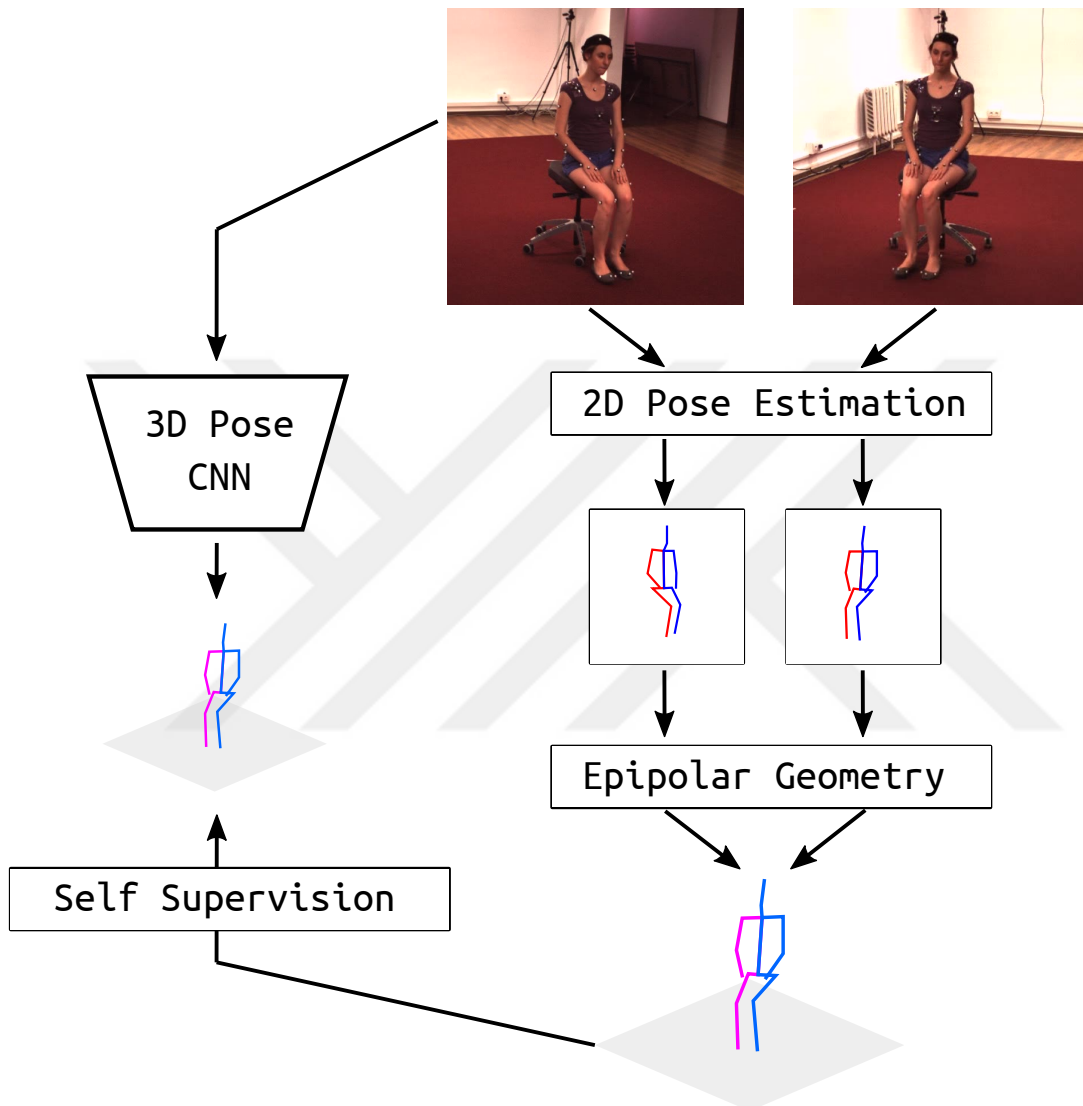 3D Pose
CNN
2D Pose Estimation
Epipolar Geometry
Self Supervision